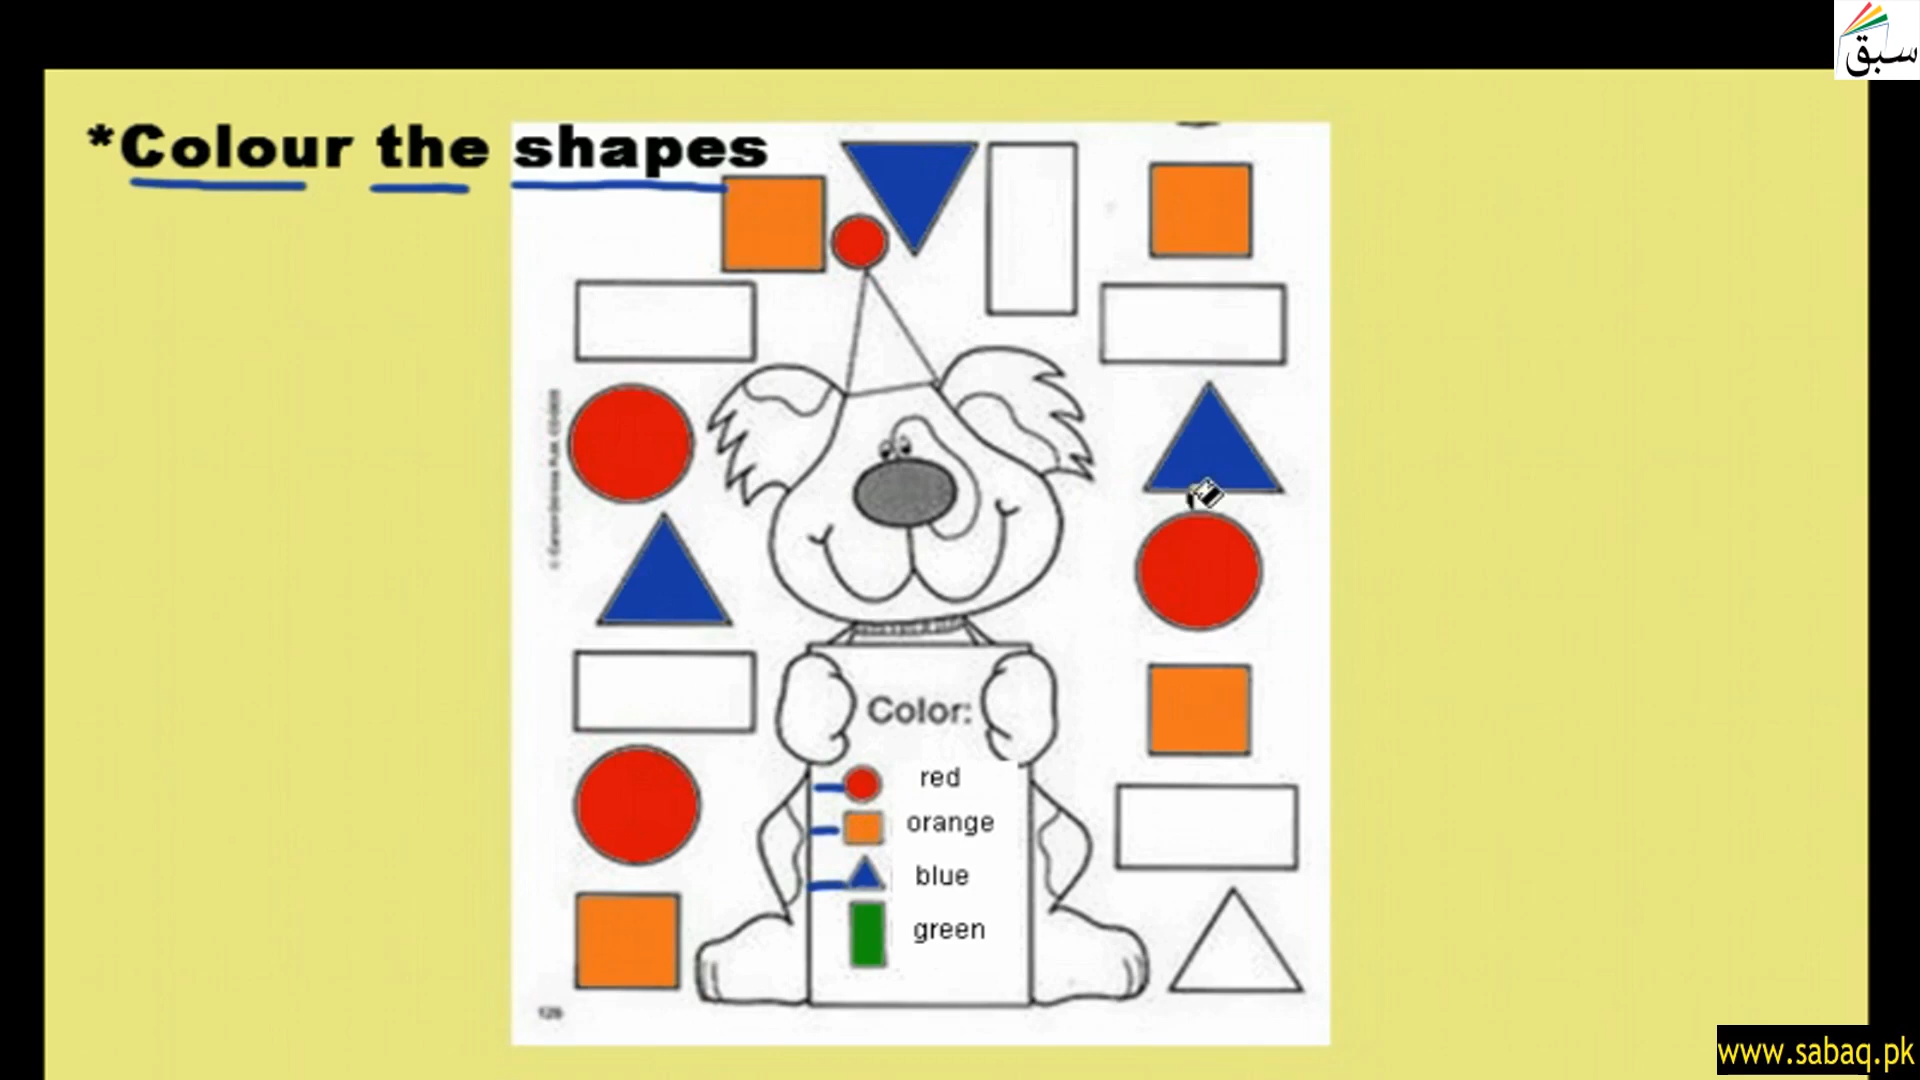 سبق
*Colour the shapes
Color:
red
orange
blue
green
www.sabaq.pk